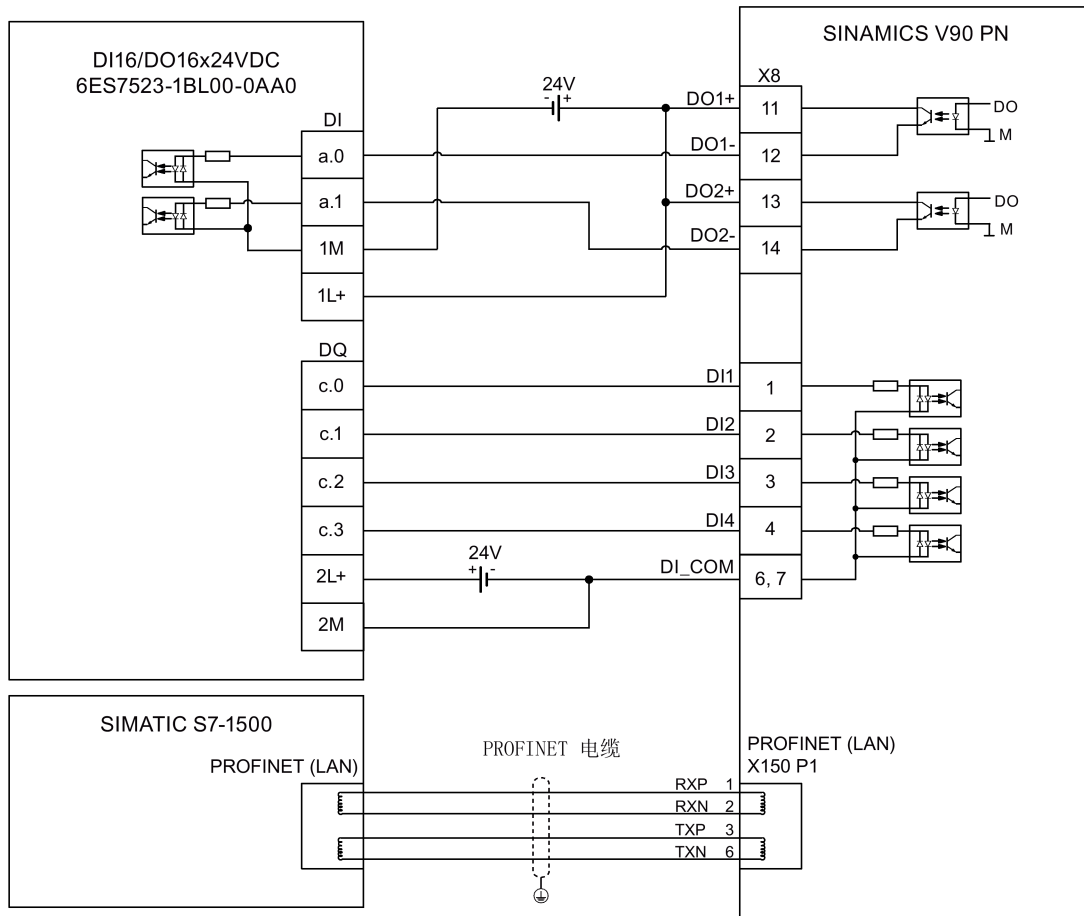 DI16/DO16x24VDC
6ES7523-1BL00-0AA0
SINAMICS V90 PN
X8
24V
- +
DI
a.0
a.1
1M
1L+
DO1+
11
DO1-
12
DO2+
13
DO2-
14
DO
M
DO
M
DQ
c.0
DI1
1
c.1
DI2
2
c.2
DI3
3
c.3
DI4
4
24V
+ -
2L+
DI_COM
6, 7
2M
SIMATIC S7-1500
PROFINET (LAN)
PROFINET 电缆
PROFINET (LAN)
X150 P1
RXP 1
RXN 2
TXP 3
TXN 6